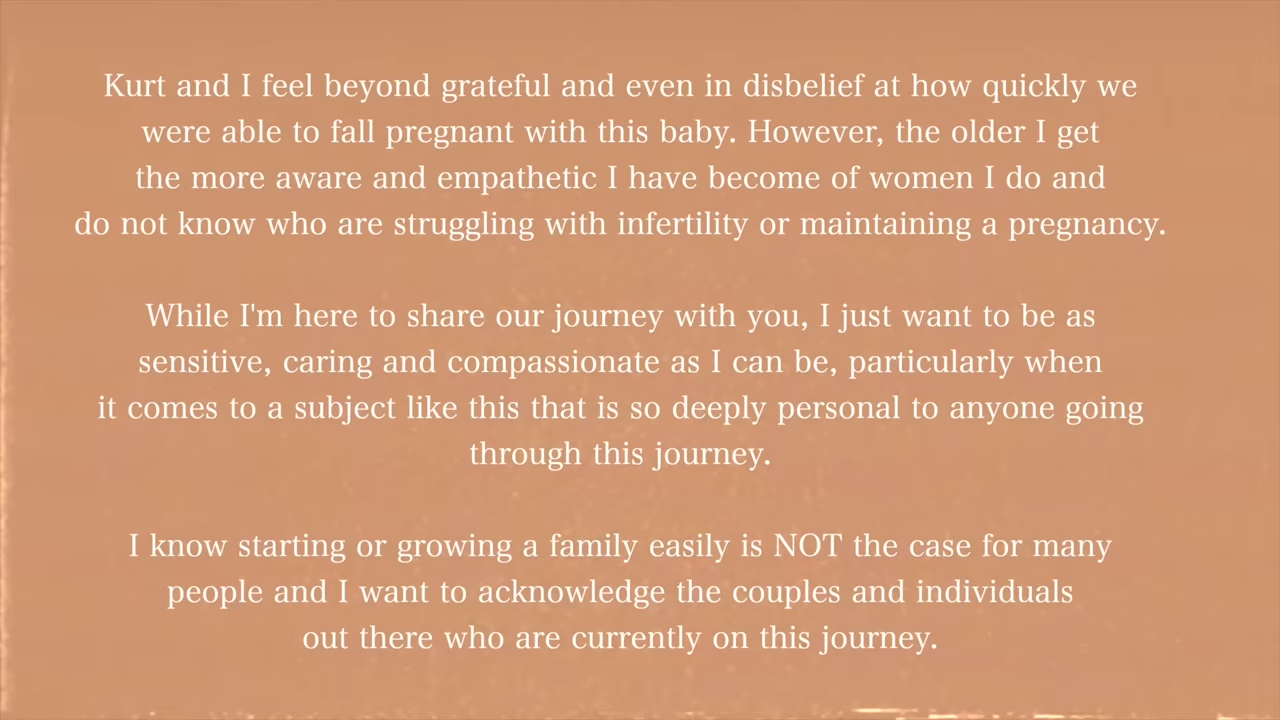 Kurt and I feel beyond grateful and even in disbelief at how quickly we
were able to fall pregnant with this baby. However, the older I get
the more aware and empathetic I have become of women I do and
do not know who are struggling with infertility or maintaining a pregnancy.
While I'm here to share our journey with you, I just want to be as
sensitive, caring and compassionate as I can be, particularly when
it comes to a subject like this that is so deeply personal to anyone going
through this journey.
I know starting or growing a family easily is NOT the case for many
people and I want to acknowledge the couples and individuals
out there who are currently on this journey.